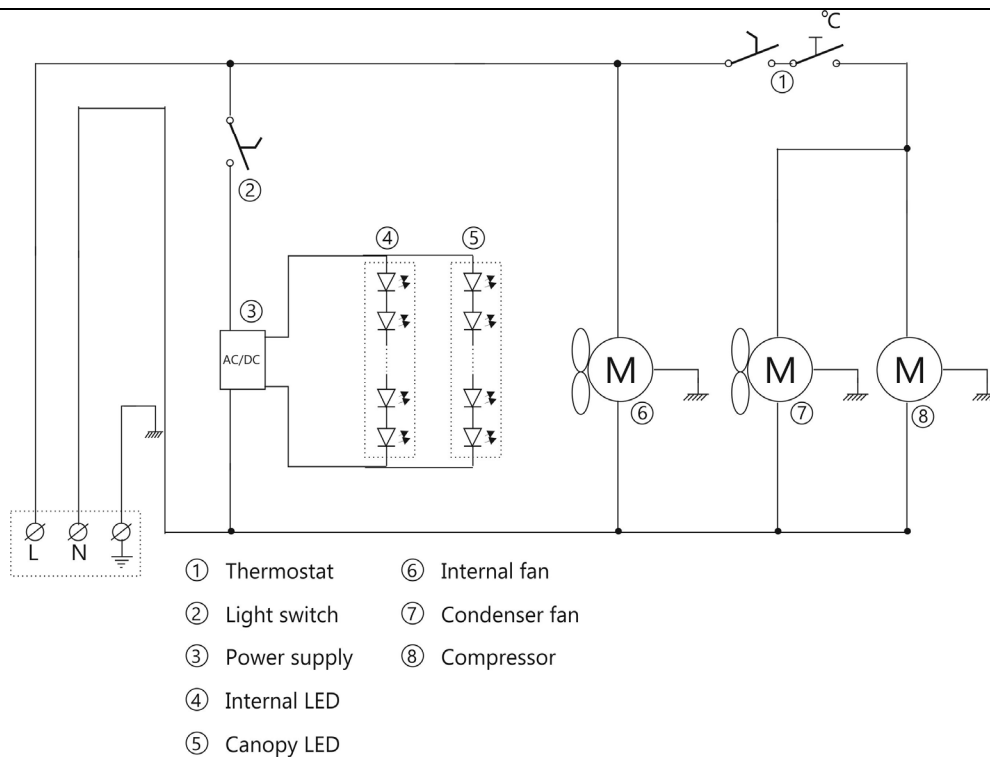 °C
①
②
④ ⑤
③
AC/DC
M M M
⑥ ⑦ ⑧
L N
① Thermostat ⑥ Internal fan
② Light switch ⑦ Condenser fan
③ Power supply ⑧ Compressor
④ Internal LED
⑤ Canopy LED